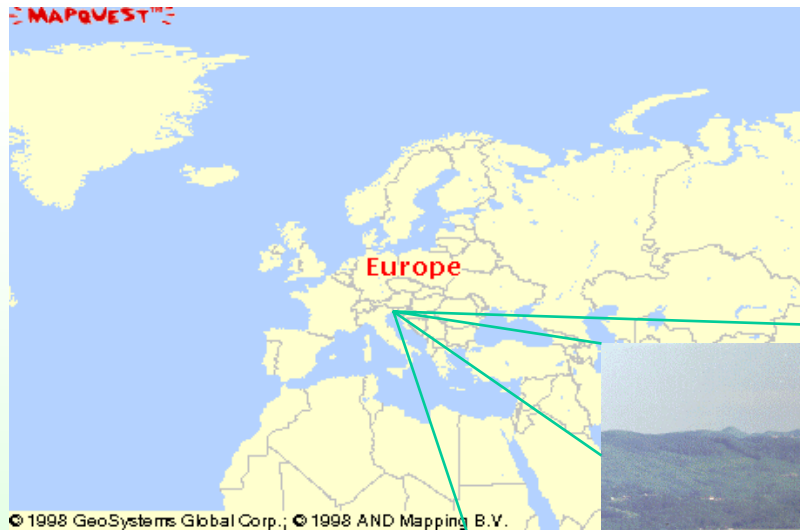 MAPQUEST™
Europe
© 1998 GeoSystems Global Corp.; © 1998 AND Mapping B.V.